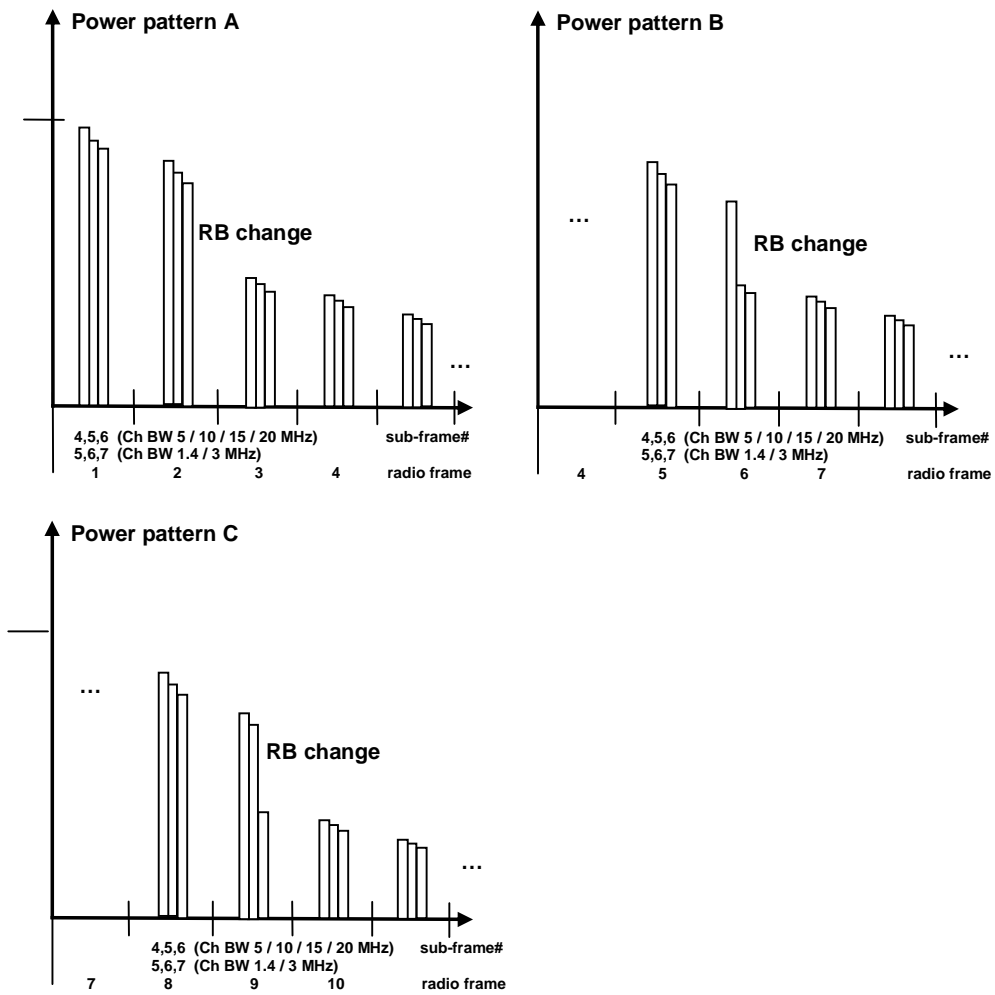 Power pattern A
RB change
...
4,5,6 (Ch BW 5 / 10 / 15 / 20 MHz) sub-frame#
5,6,7 (Ch BW 1.4 / 3 MHz)
1 2 3 4 radio frame
Power pattern B
...
RB change
...
4,5,6 (Ch BW 5 / 10 / 15 / 20 MHz) sub-frame#
5,6,7 (Ch BW 1.4 / 3 MHz)
4 5 6 7 radio frame
Power pattern C
...
RB change
...
4,5,6 (Ch BW 5 / 10 / 15 / 20 MHz) sub-frame#
5,6,7 (Ch BW 1.4 / 3 MHz)
7 8 9 10 radio frame